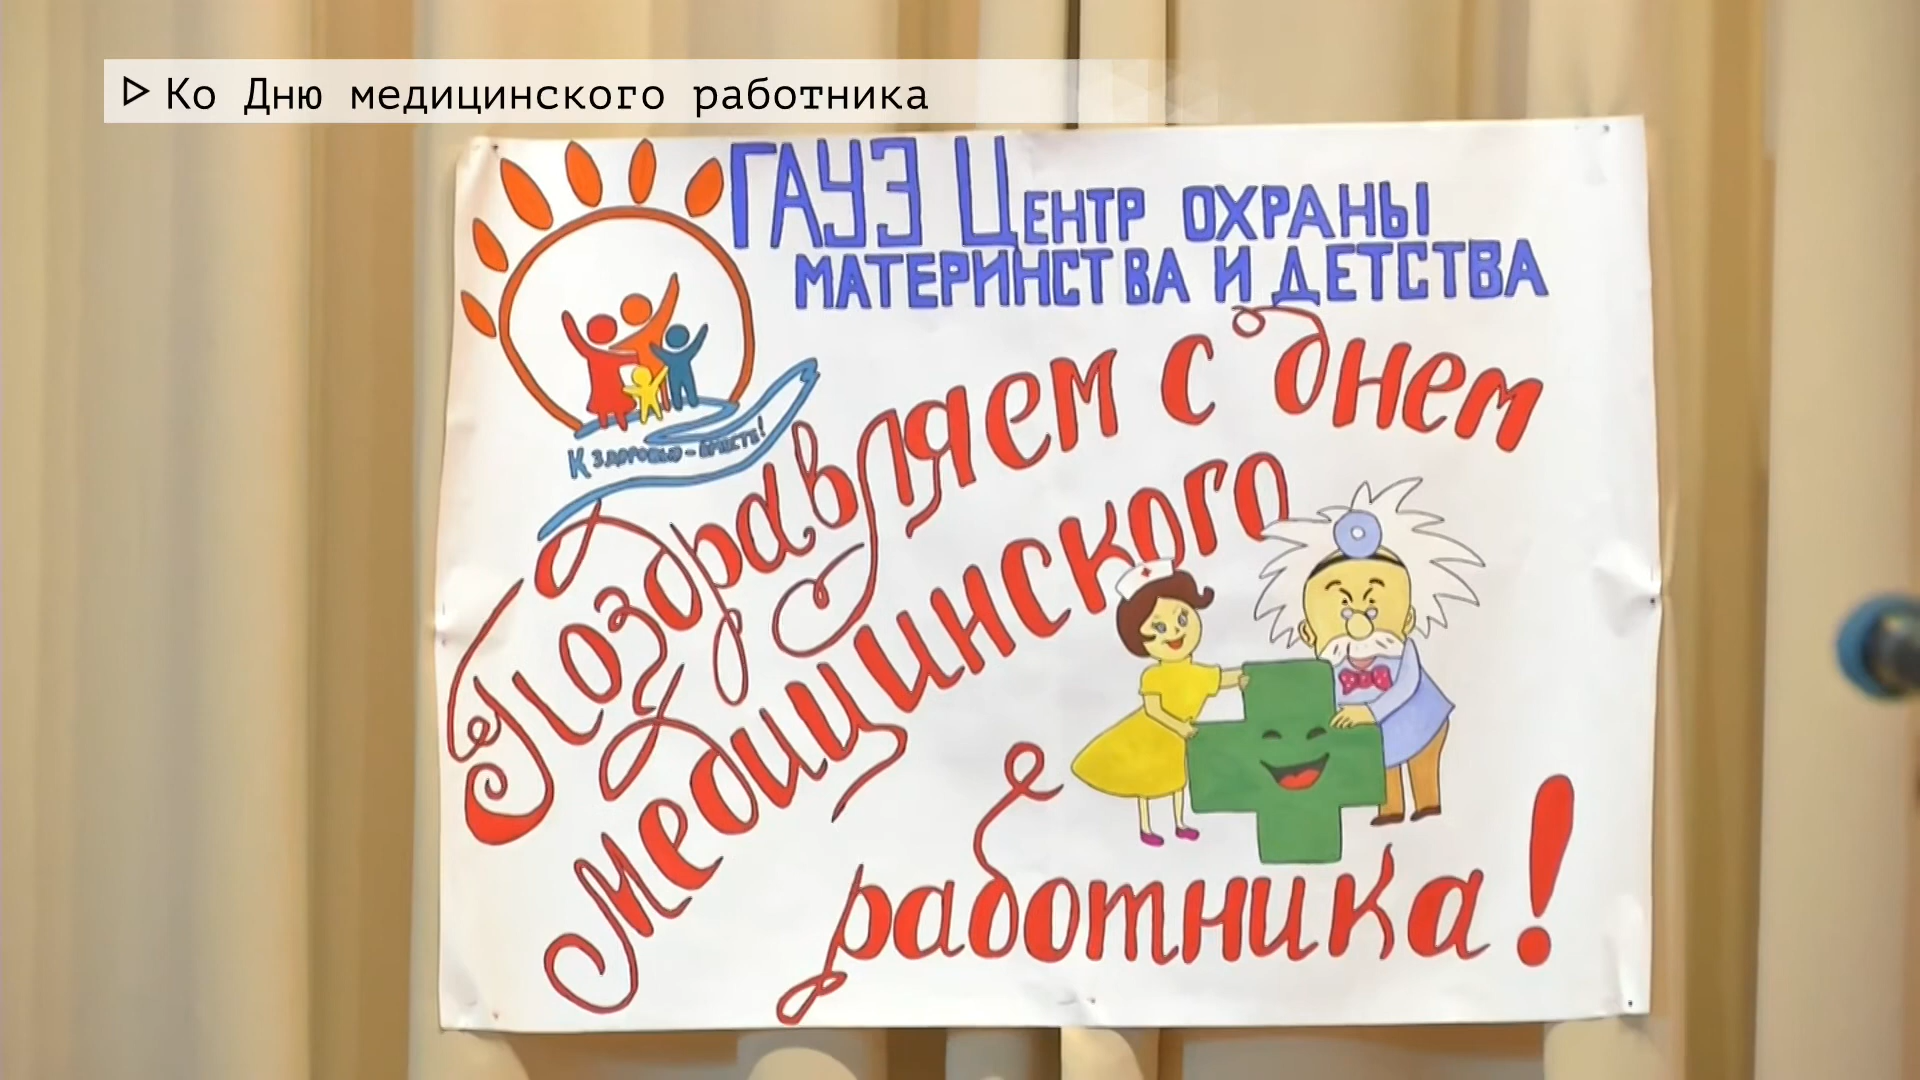 Ко Дню медицинского работника
ГАУЗ Центр охраны
материнства и детства
К здоровью - вместе!
Поздравляем с днем
медицинского
работника!